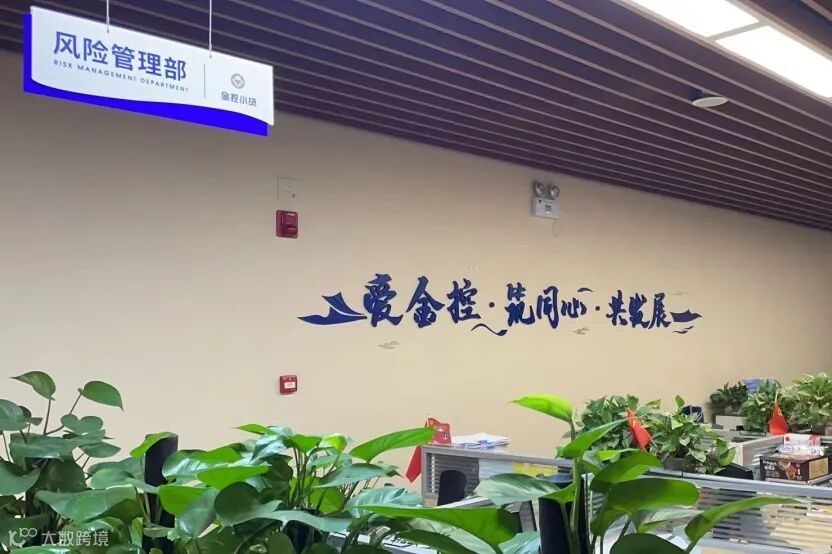 风险管理部
RISK MANAGEMENT DEPARTMENT
金控小贷
爱金控·筑同心·共发展
大数跨境